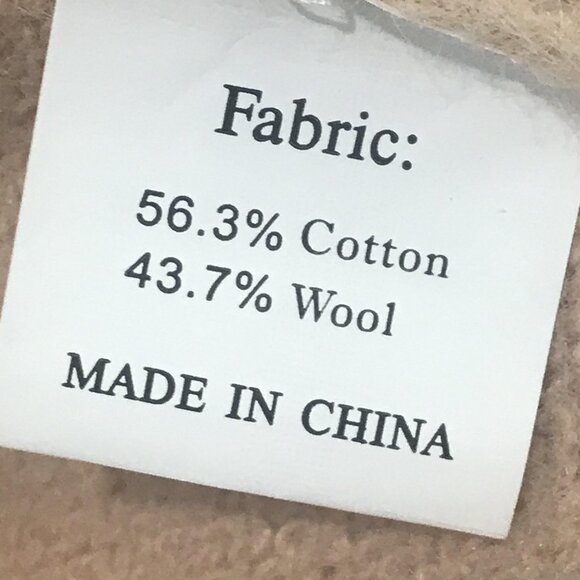 Fabric:
56.3% Cotton
43.7% Wool
MADE IN CHINA